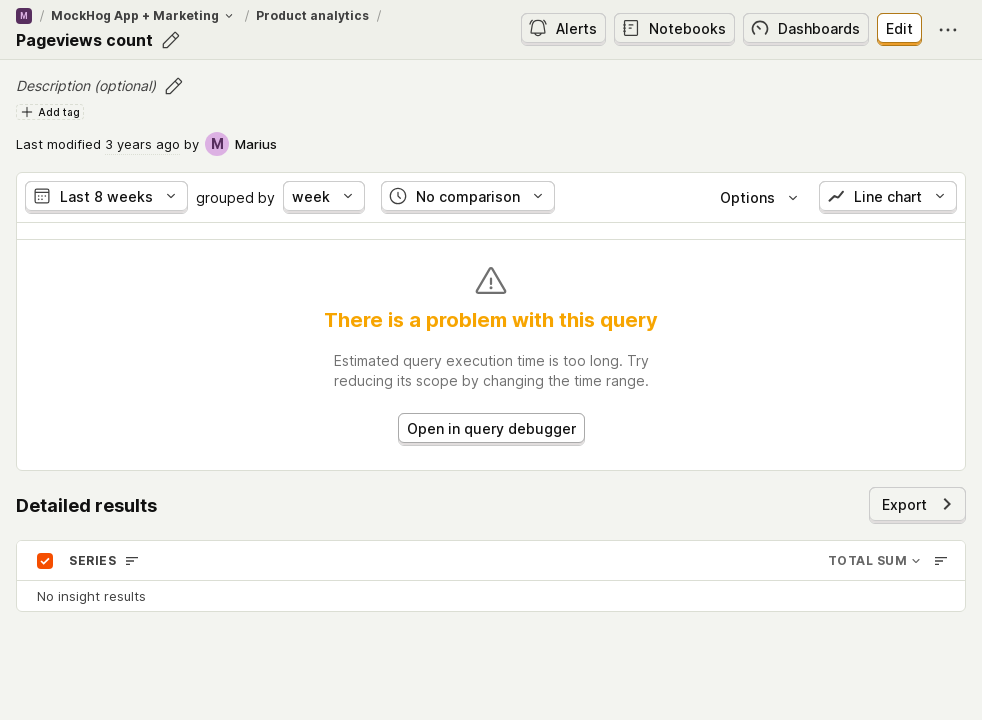 M / MockHog App + Marketing / Product analytics /
Pageviews count
Alerts Notebooks Dashboards Edit
Description (optional)
Add tag
Last modified 3 years ago by M Marius
Last 8 weeks grouped by week No comparison Options Line chart
There is a problem with this query
Estimated query execution time is too long. Try
reducing its scope by changing the time range.
Open in query debugger
Detailed results Export
SERIES TOTAL SUM
No insight results